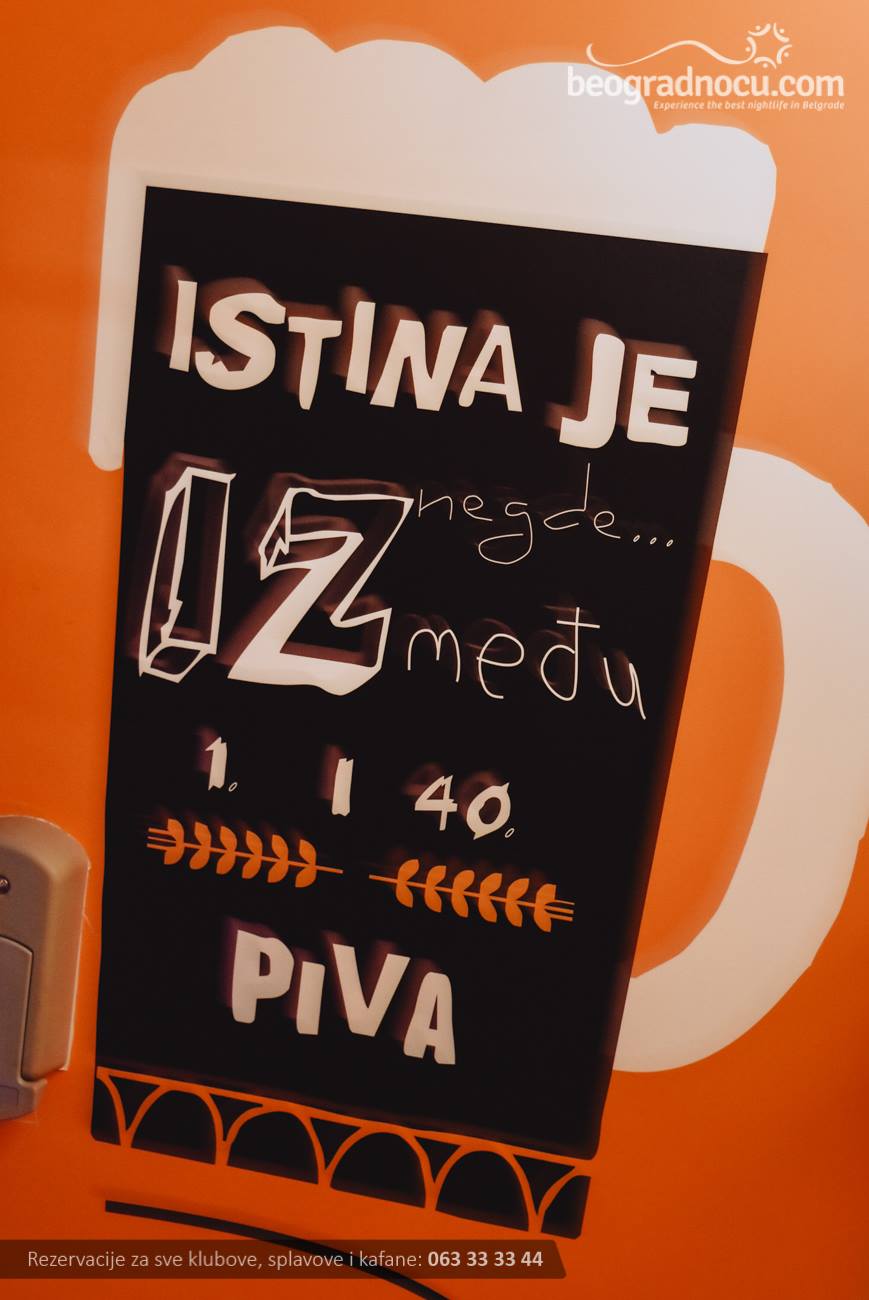 beogradnocu.com
Experience the best nightlife in Belgrade
ISTINA JE
IZ negde...
među
1. I 40.
PIVA
Rezervacije za sve klubove, splavove i kafane: 063 33 33 44